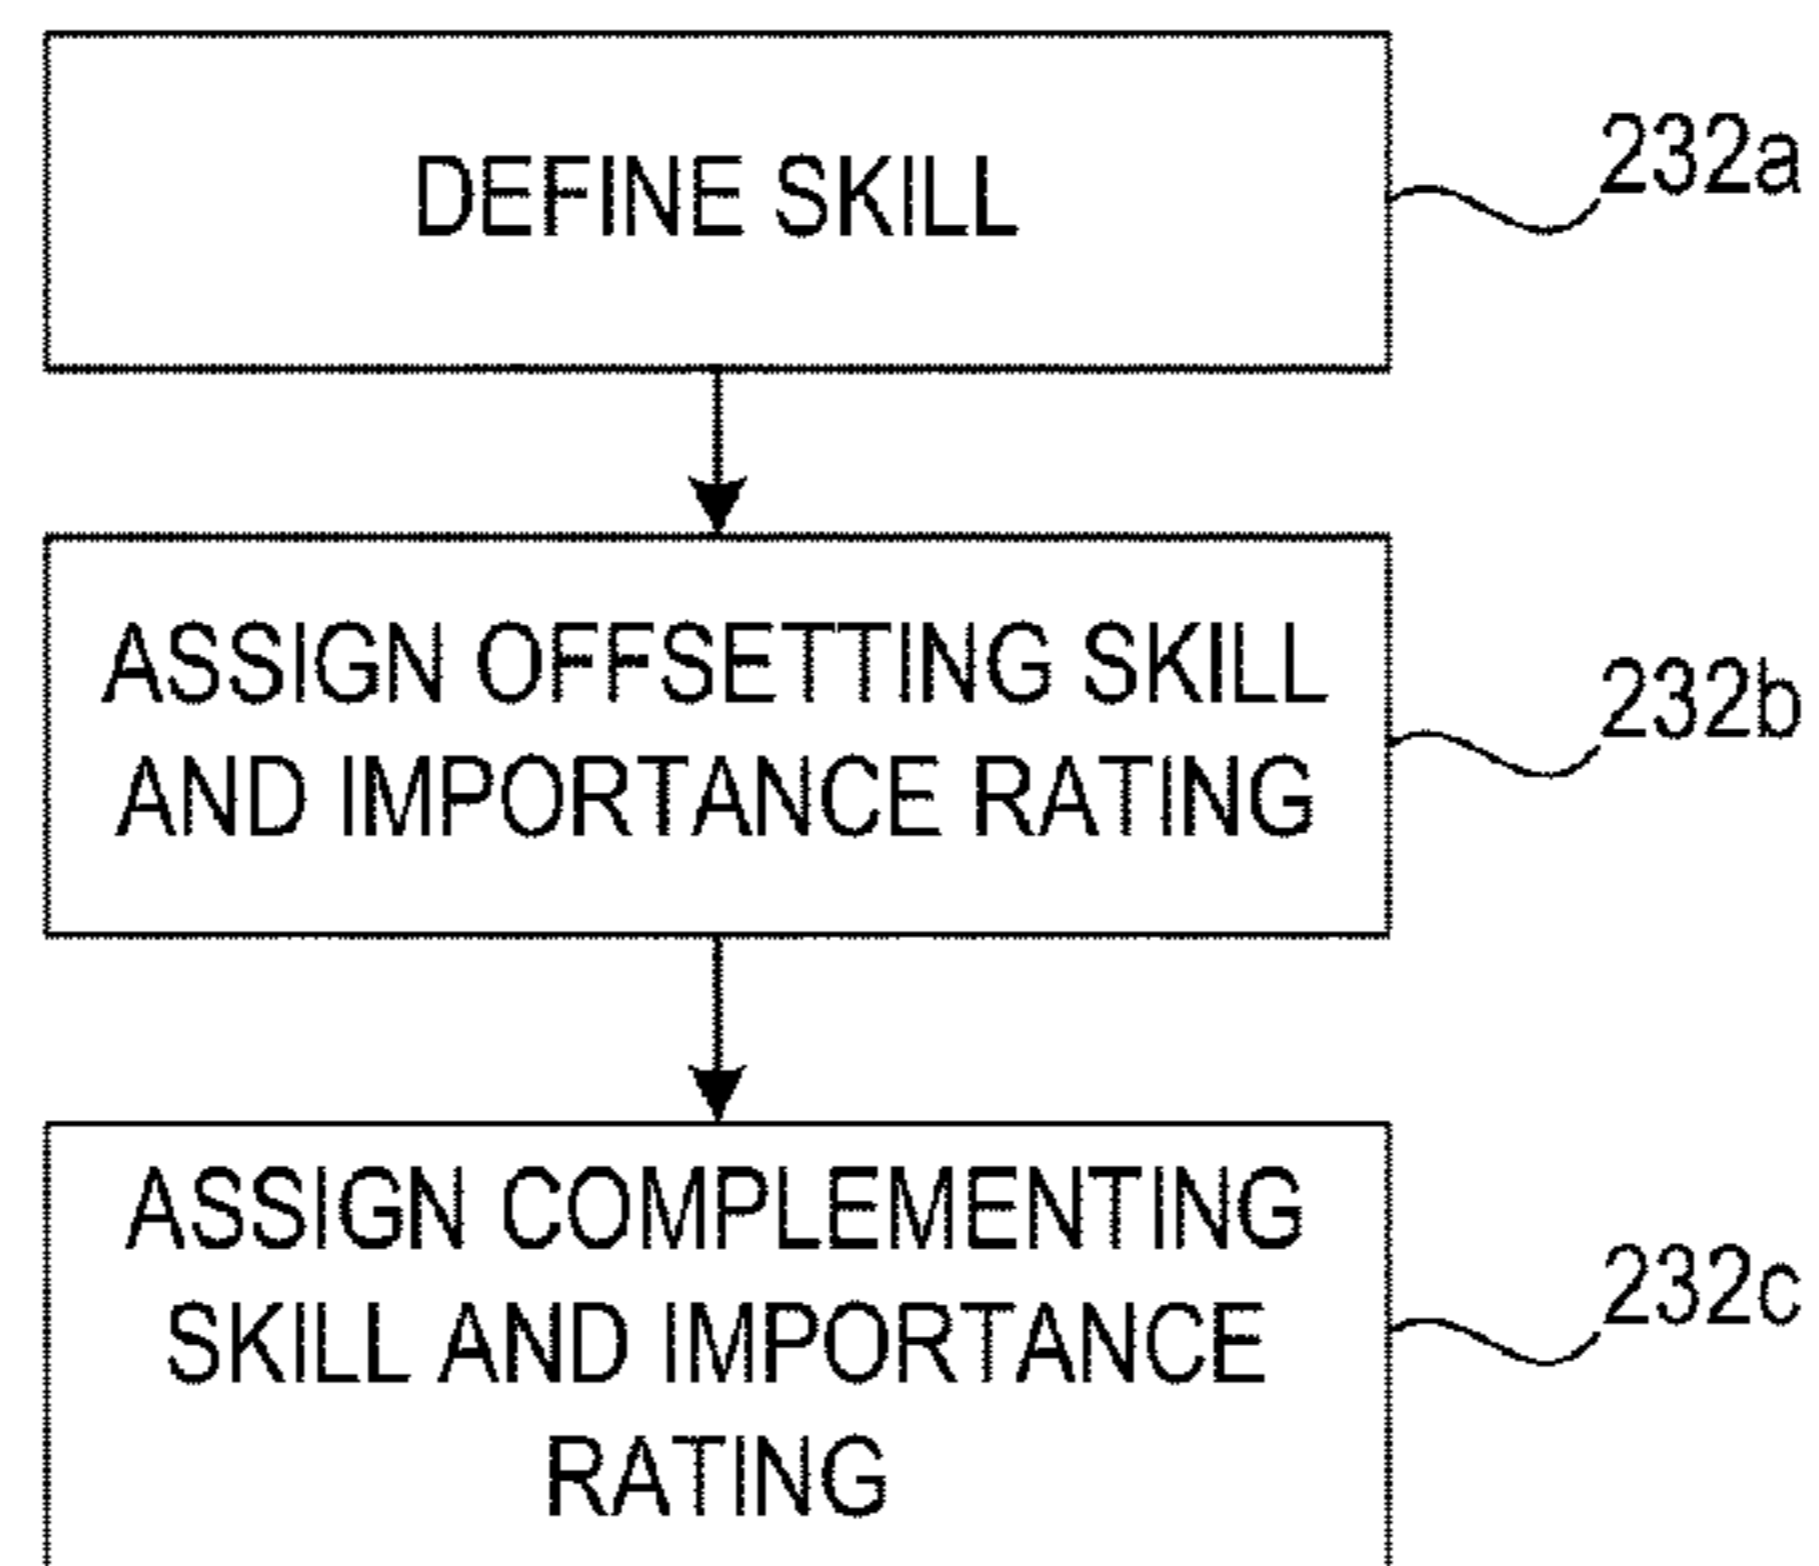 DEFINE SKILL
232a
ASSIGN OFFSETTING SKILL
AND IMPORTANCE RATING
232b
ASSIGN COMPLEMENTING
SKILL AND IMPORTANCE
RATING
232c